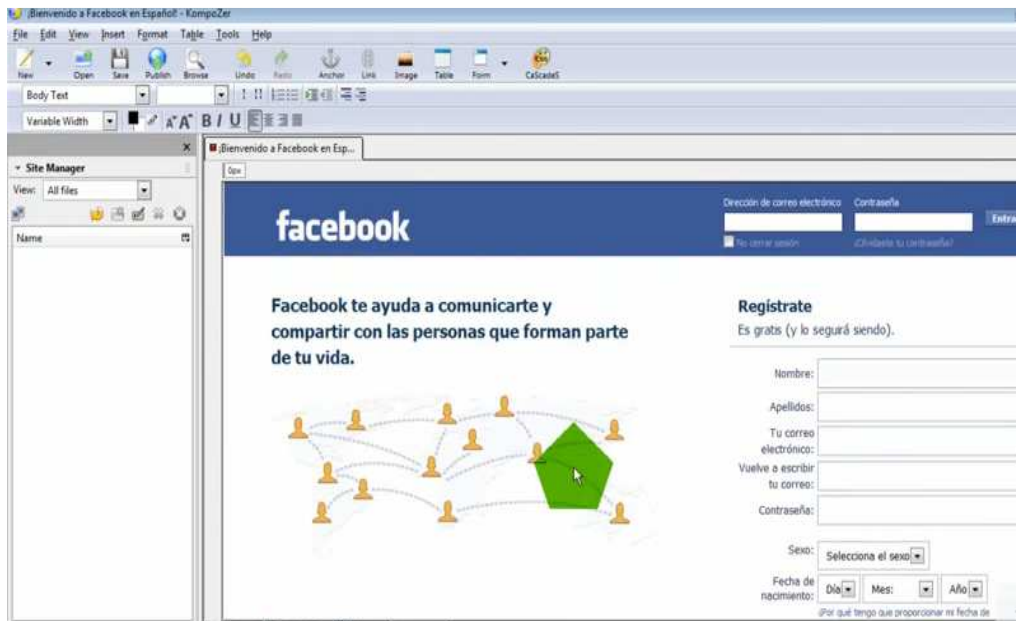 ¡Bienvenido a Facebook en Español! - KompoZer
File Edit View Insert Format Table Tools Help
New Open Save Publish Browse Undo Redo Anchor Link Image Table Form CaScadeS
Body Text
Variable Width
¡Bienvenido a Facebook en Esp...
Site Manager
0px
View: All files
Name
facebook
Dirección de correo electrónico Contraseña
Entra
No cerrar sesión ¿Olvidaste tu contraseña?
Facebook te ayuda a comunicarte y
compartir con las personas que forman parte
de tu vida.
Regístrate
Es gratis (y lo seguirá siendo).
Nombre:
Apellidos:
Tu correo
electrónico:
Vuelve a escribir
tu correo:
Contraseña:
Sexo: Selecciona el sexo
Fecha de
nacimiento: Día Mes: Año
¿Por qué tengo que proporcionar mi fecha de